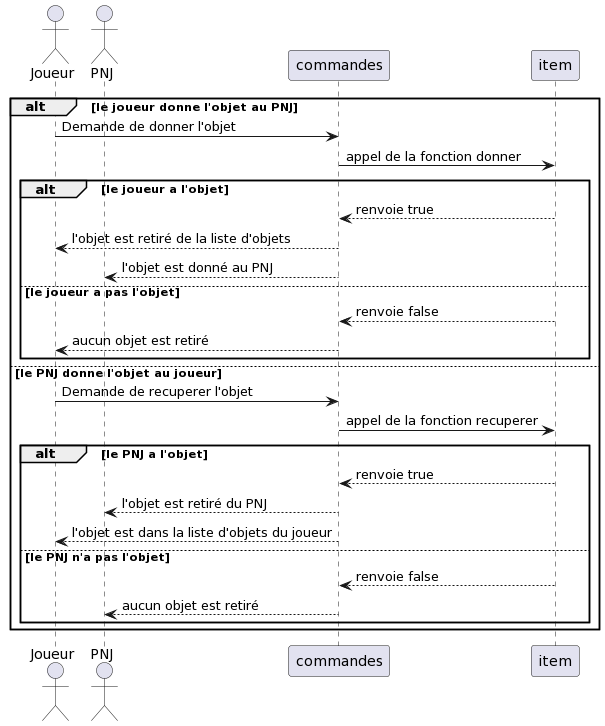 Joueur
PNJ
commandes
item
alt
[le joueur donne l'objet au PNJ]
Demande de donner l'objet
appel de la fonction donner
alt
[le joueur a l'objet]
renvoie true
l'objet est retiré de la liste d'objets
l'objet est donné au PNJ
[le joueur a pas l'objet]
renvoie false
aucun objet est retiré
[le PNJ donne l'objet au joueur]
Demande de recuperer l'objet
appel de la fonction recuperer
alt
[le PNJ a l'objet]
renvoie true
l'objet est retiré du PNJ
l'objet est dans la liste d'objets du joueur
[le PNJ n'a pas l'objet]
renvoie false
aucun objet est retiré
Joueur
PNJ
commandes
item